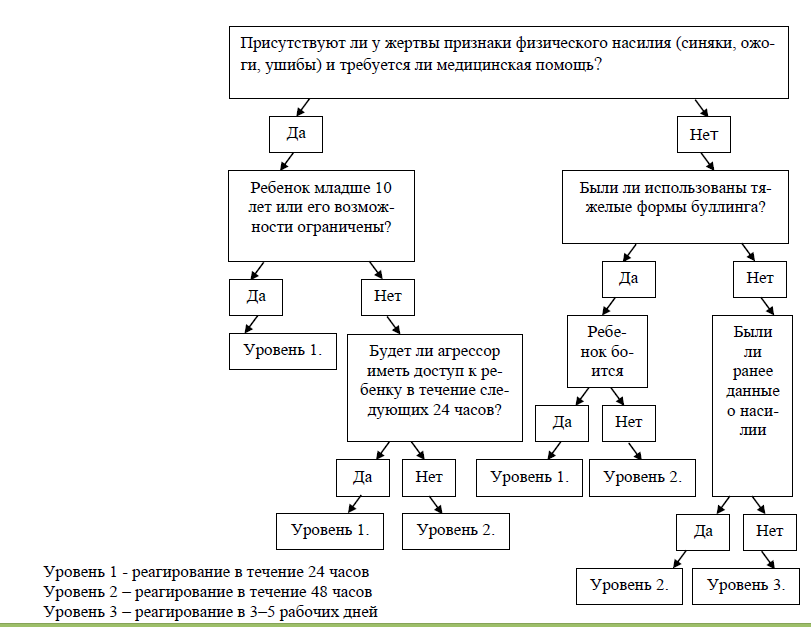 Присутствуют ли у жертвы признаки физического насилия (синяки, ожо-
ги, ушибы) и требуется ли медицинская помощь?
Да
Нет
Ребенок младше 10
лет или его возмож-
ности ограничены?
Были ли использованы тя-
желые формы буллинга?
Да
Нет
Да
Нет
Уровень 1.
Будет ли агрессор
иметь доступ к ре-
бенку в течение сле-
дующих 24 часов?
Ребе-
нок бо-
ится
Были
ли
ранее
данные
о наси-
лии
Да
Нет
Да
Нет
Уровень 1.
Уровень 2.
Уровень 1.
Уровень 2.
Да
Нет
Уровень 2.
Уровень 3.
Уровень 1 - реагирование в течение 24 часов
Уровень 2 – реагирование в течение 48 часов
Уровень 3 – реагирование в 3–5 рабочих дней